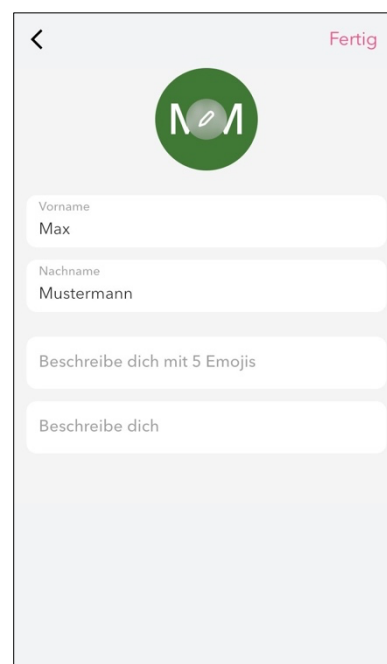 Fertig
MM
Vorname
Max
Nachname
Mustermann
Beschreibe dich mit 5 Emojis
Beschreibe dich